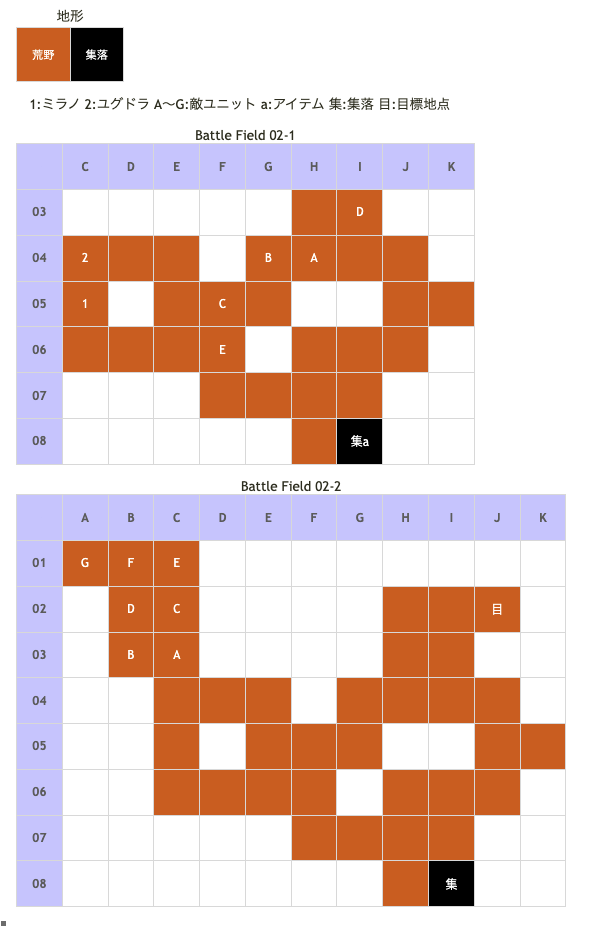 地形
荒野 集落
1:ミラノ 2:ユグドラ A〜G:敵ユニット a:アイテム 集:集落 目:目標地点
Battle Field 02-1
C D E F G H I J K
03 D
04 2 B A
05 1 C
06 E
07
08 集a
Battle Field 02-2
A B C D E F G H I J K
01 G F E
02 D C 目
03 B A
04
05
06
07
08 集